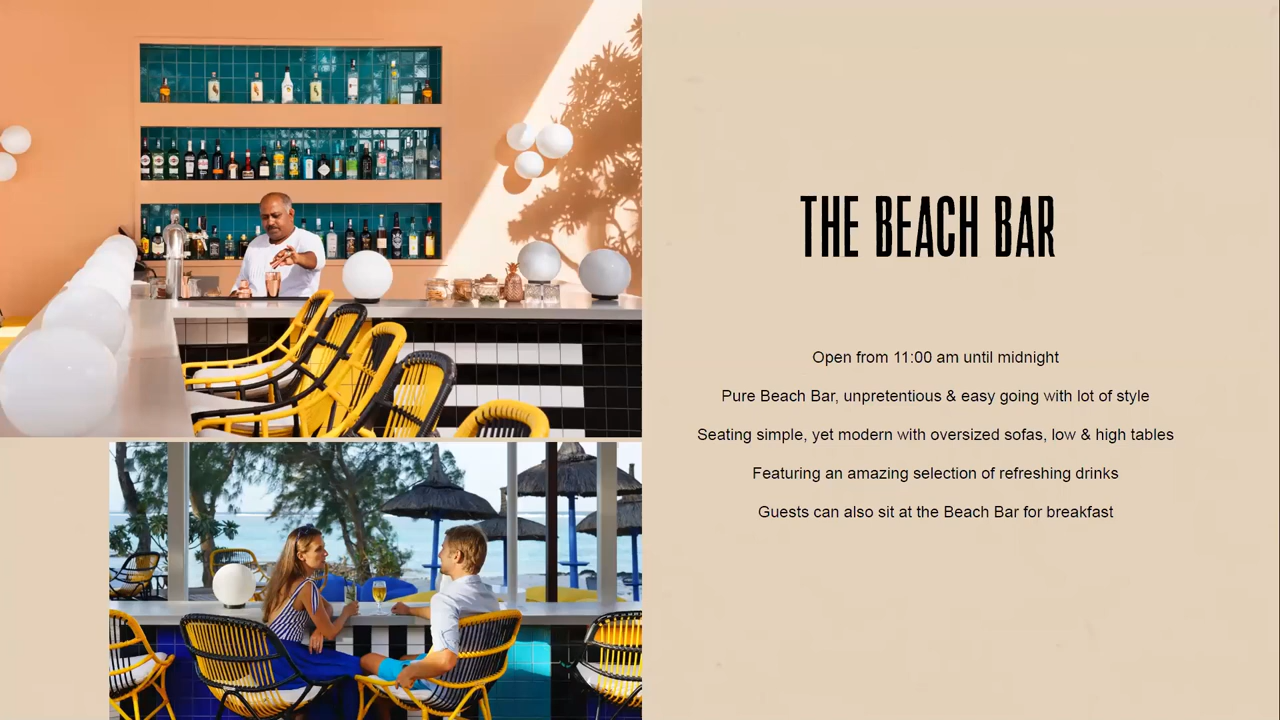 THE BEACH BAR
Open from 11:00 am until midnight
Pure Beach Bar, unpretentious & easy going with lot of style
Seating simple, yet modern with oversized sofas, low & high tables
Featuring an amazing selection of refreshing drinks
Guests can also sit at the Beach Bar for breakfast